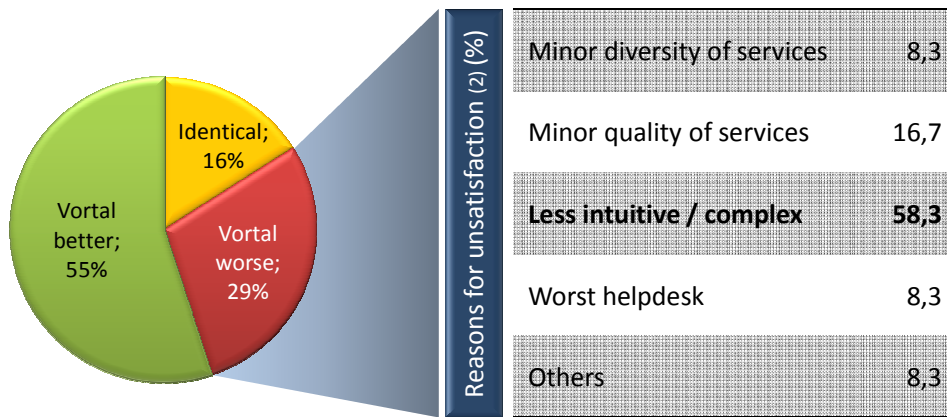 Identical;
16%
Vortal
better;
55%
Vortal
worse;
29%
Reasons for unsatisfaction (2) (%)
Minor diversity of services 8,3
Minor quality of services 16,7
Less intuitive / complex 58,3
Worst helpdesk 8,3
Others 8,3